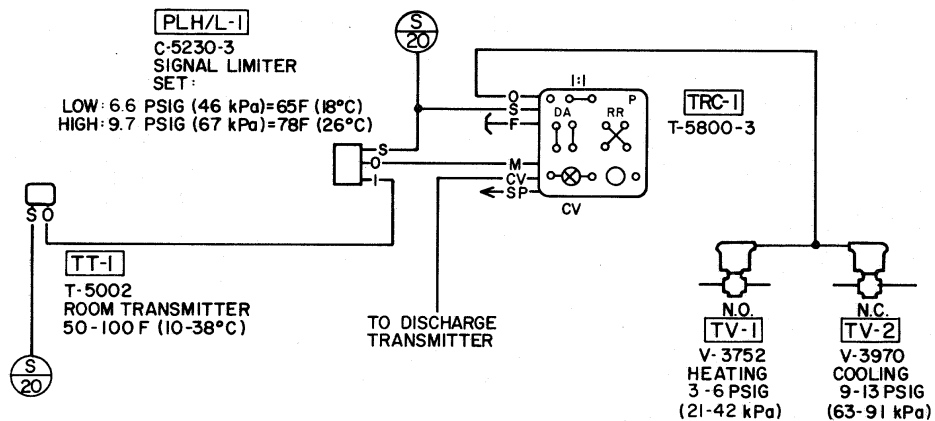 PLH/L-1
C-5230-3
SIGNAL LIMITER
SET:
LOW: 6.6 PSIG (46 kPa)=65F (18°C)
HIGH: 9.7 PSIG (67 kPa)=78F (26°C)
S
20
S
O
I
O
S
F
M
CV
SP
1:1
P
DA
RR
CV
TRC-1
T-5800-3
S O
TT-1
T-5002
ROOM TRANSMITTER
50-100F (10-38°C)
S
20
TO DISCHARGE
TRANSMITTER
N.O.
TV-1
V-3752
HEATING
3-6 PSIG
(21-42 kPa)
N.C.
TV-2
V-3970
COOLING
9-13 PSIG
(63-91 kPa)